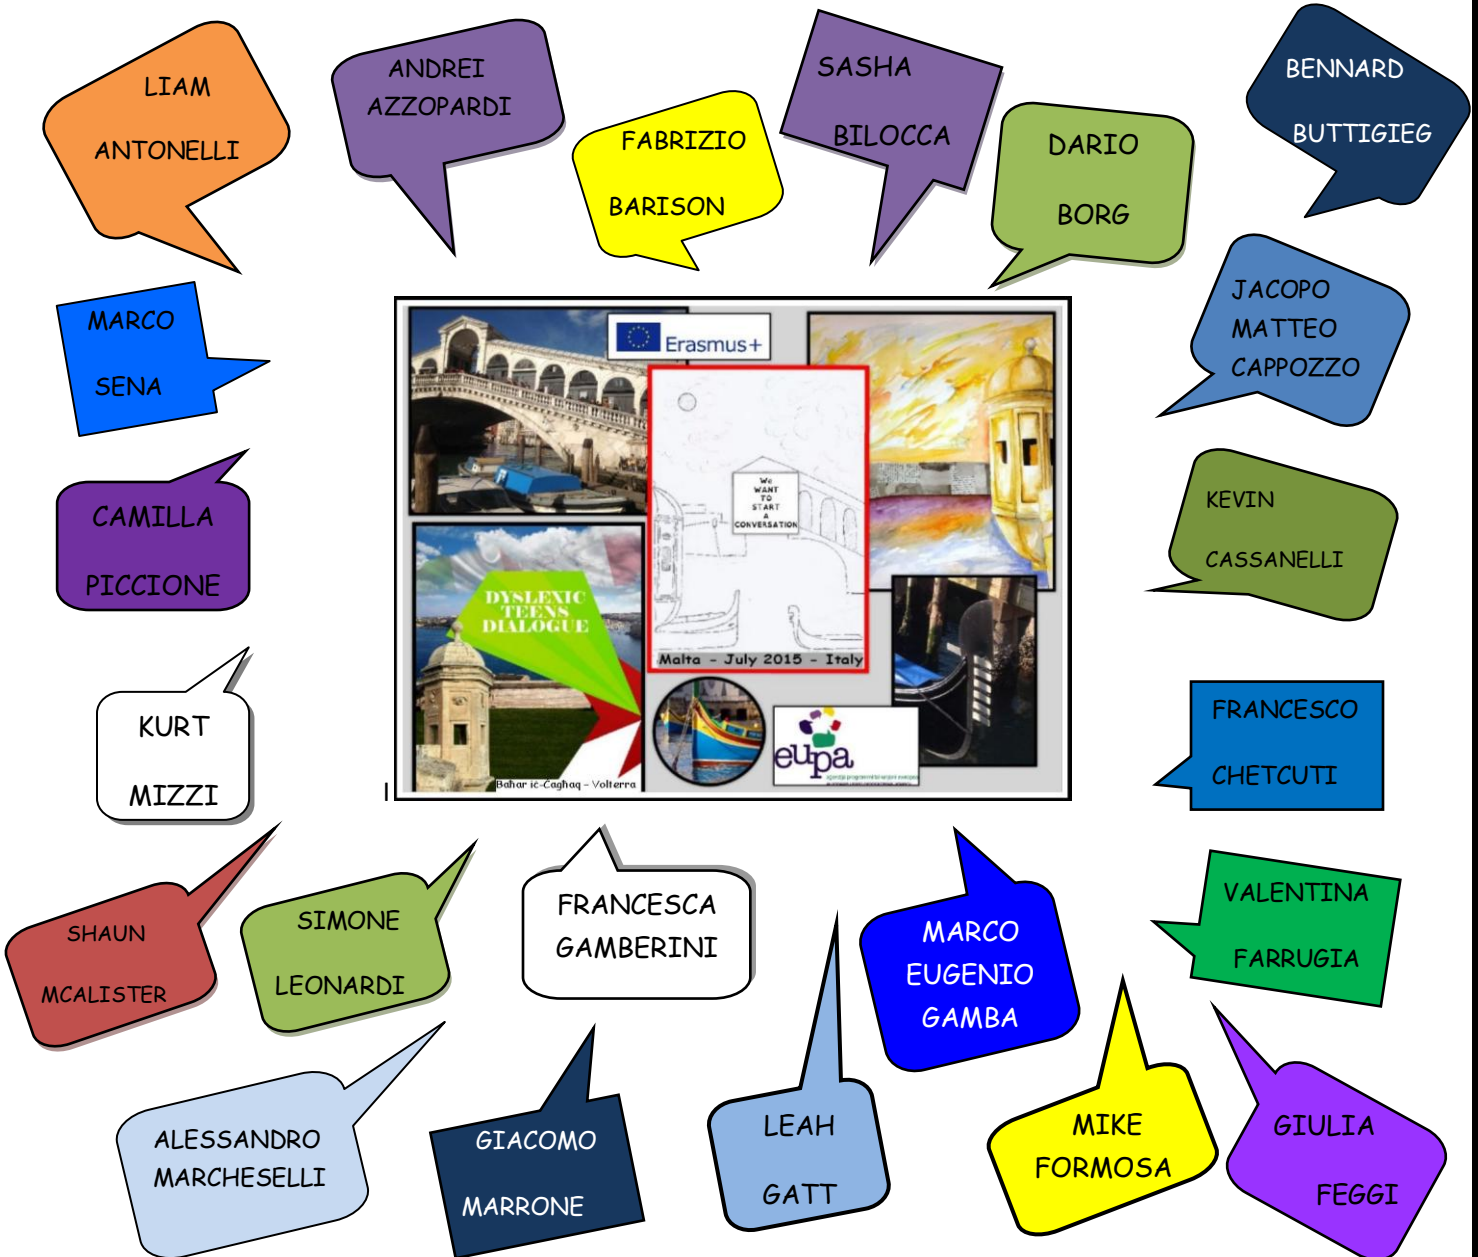 LIAM
ANTONELLI
ANDREI
AZZOPARDI
FABRIZIO
BARISON
SASHA
BILOCCA
DARIO
BORG
BENNARD
BUTTIGIEG
MARCO
SENA
JACOPO
MATTEO
CAPPOZZO
CAMILLA
PICCIONE
KEVIN
CASSANELLI
KURT
MIZZI
FRANCESCO
CHETCUTI
Erasmus+
We
WANT
TO
START
A
CONVERSATION
DYSLEXIC
TEENS
DIALOGUE
Malta - July 2015 - Italy
eupa
Baħar iċ-Ċagħaq - Volterra
SHAUN
MCALISTER
SIMONE
LEONARDI
FRANCESCA
GAMBERINI
MARCO
EUGENIO
GAMBA
VALENTINA
FARRUGIA
ALESSANDRO
MARCHESELLI
GIACOMO
MARRONE
LEAH
GATT
MIKE
FORMOSA
GIULIA
FEGGI